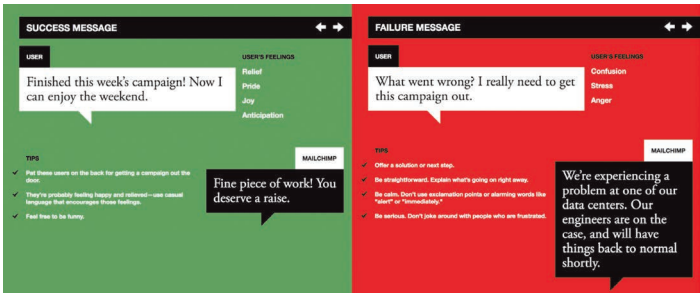 SUCCESS MESSAGE
USER
Finished this week's campaign! Now I
can enjoy the weekend.
USER'S FEELINGS
Relief
Pride
Joy
Anticipation
TIPS
Pat these users on the back for getting a campaign out the
door.
They're probably feeling happy and relieved—use casual
language that encourages those feelings.
Feel free to be funny.
MAILCHIMP
Fine piece of work! You
deserve a raise.
FAILURE MESSAGE
USER
What went wrong? I really need to get
this campaign out.
USER'S FEELINGS
Confusion
Stress
Anger
TIPS
Offer a solution or next step.
Be straightforward. Explain what's going on right away.
Be calm. Don't use exclamation points or alarming words like
"alert" or "immediately."
Be serious. Don't joke around with people who are frustrated.
MAILCHIMP
We're experiencing a
problem at one of our
data centers. Our
engineers are on the
case, and will have
things back to normal
shortly.